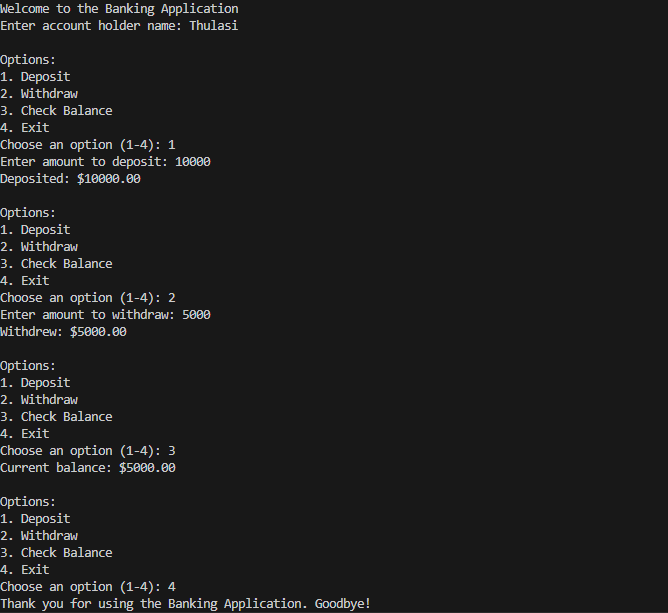 Welcome to the Banking Application
Enter account holder name: Thulasi

Options:
1. Deposit
2. Withdraw
3. Check Balance
4. Exit
Choose an option (1-4): 1
Enter amount to deposit: 10000
Deposited: $10000.00

Options:
1. Deposit
2. Withdraw
3. Check Balance
4. Exit
Choose an option (1-4): 2
Enter amount to withdraw: 5000
Withdrew: $5000.00

Options:
1. Deposit
2. Withdraw
3. Check Balance
4. Exit
Choose an option (1-4): 3
Current balance: $5000.00

Options:
1. Deposit
2. Withdraw
3. Check Balance
4. Exit
Choose an option (1-4): 4
Thank you for using the Banking Application. Goodbye!